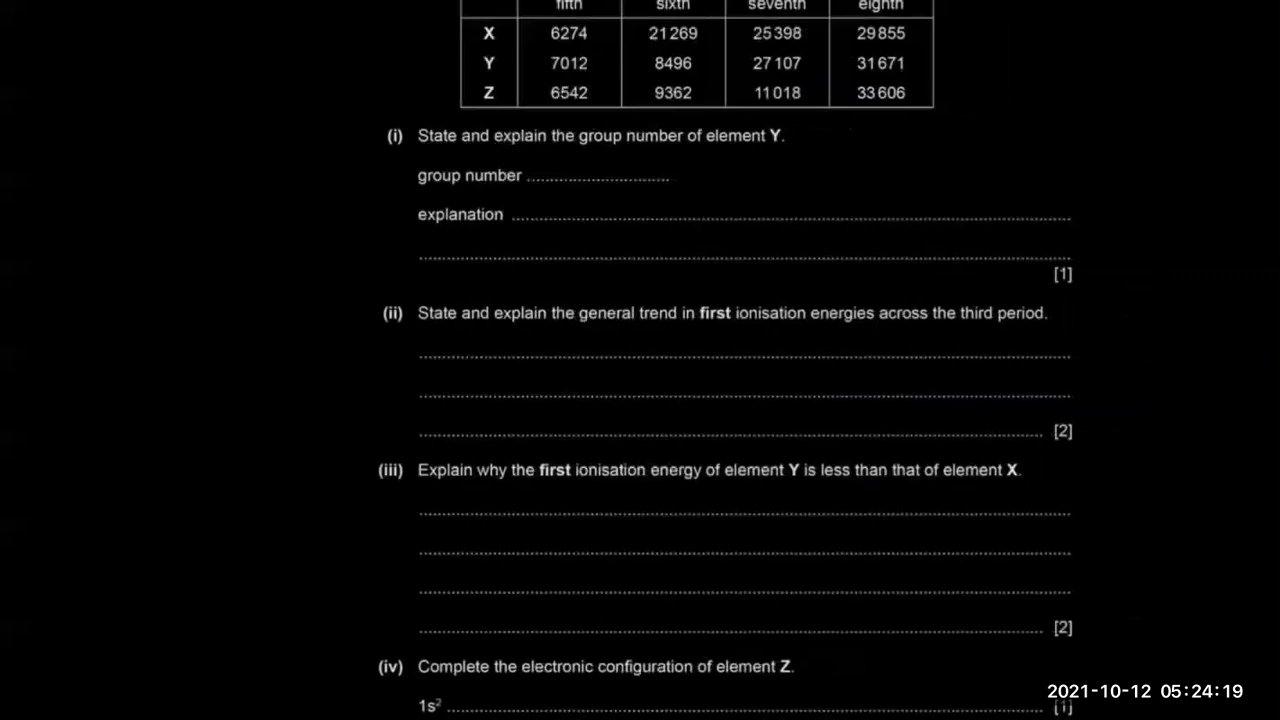 fifth sixth seventh eighth
X 6274 21269 25398 29855
Y 7012 8496 27107 31671
Z 6542 9362 11018 33606
(i) State and explain the group number of element Y.
group number ..............................
explanation ..............................
[1]
(ii) State and explain the general trend in first ionisation energies across the third period.
[2]
(iii) Explain why the first ionisation energy of element Y is less than that of element X.
[2]
(iv) Complete the electronic configuration of element Z.
1s² .............................. [1]
2021-10-12 05:24:19